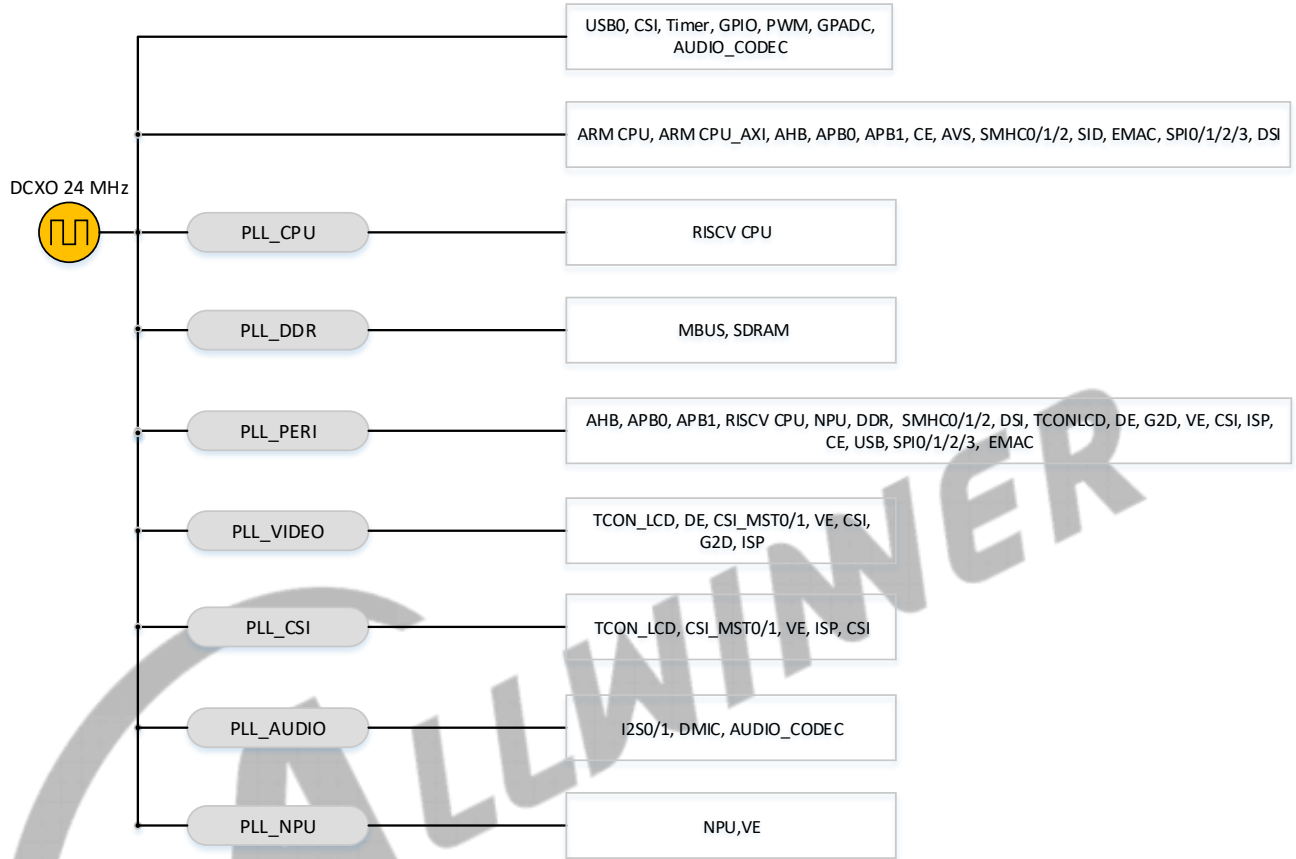 USB0, CSI, Timer, GPIO, PWM, GPADC,
AUDIO_CODEC
ARM CPU, ARM CPU_AXI, AHB, APB0, APB1, CE, AVS, SMHC0/1/2, SID, EMAC, SPI0/1/2/3, DSI
DCXO 24 MHz
PLL_CPU
RISCV CPU
PLL_DDR
MBUS, SDRAM
PLL_PERI
AHB, APB0, APB1, RISCV CPU, NPU, DDR, SMHC0/1/2, DSI, TCONLCD, DE, G2D, VE, CSI, ISP,
CE, USB, SPI0/1/2/3, EMAC
PLL_VIDEO
TCON_LCD, DE, CSI_MST0/1, VE, CSI,
G2D, ISP
PLL_CSI
TCON_LCD, CSI_MST0/1, VE, ISP, CSI
PLL_AUDIO
I2S0/1, DMIC, AUDIO_CODEC
PLL_NPU
NPU,VE
ALLWINNER